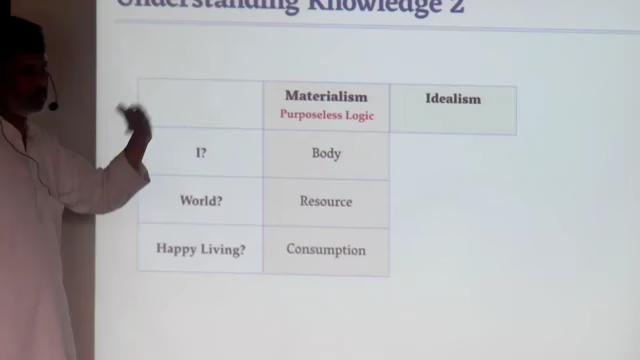 Understanding Knowledge 2
Materialism Idealism
Purposeless Logic
I? Body
World? Resource
Happy Living? Consumption